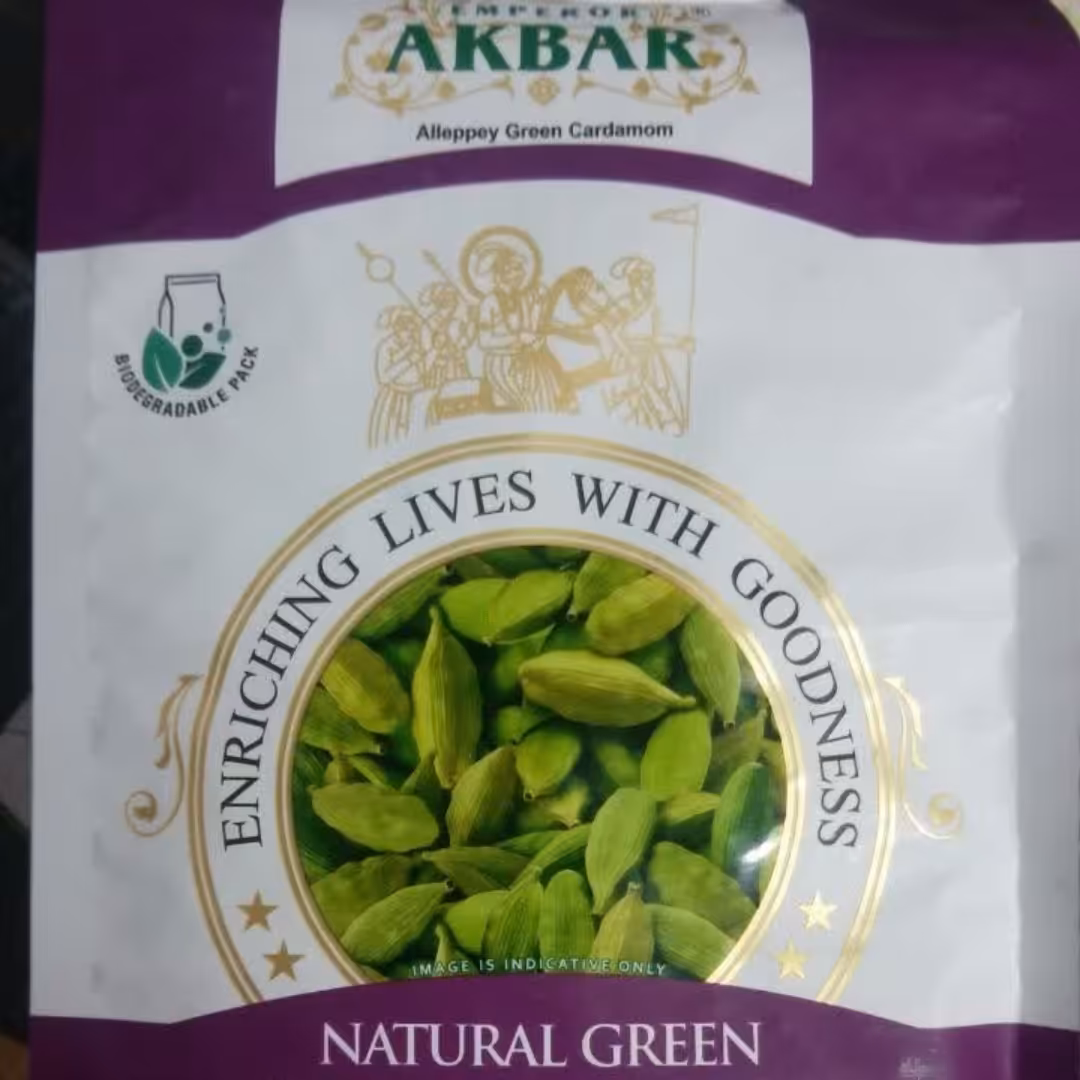 EMPEROR
AKBAR
Alleppey Green Cardamom
BIODEGRADABLE PACK
ENRICHING LIVES WITH GOODNESS
IMAGE IS INDICATIVE ONLY
NATURAL GREEN